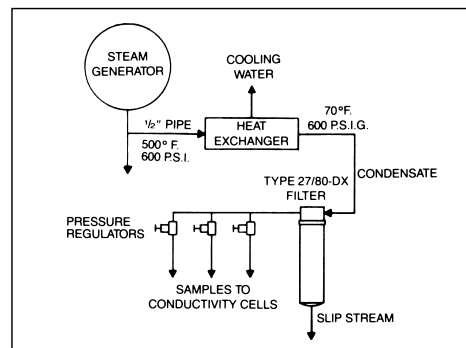 STEAM
GENERATOR
COOLING
WATER
½" PIPE
500° F.
600 P.S.I.
HEAT
EXCHANGER
70°F.
600 P.S.I.G.
CONDENSATE
TYPE 27/80-DX
FILTER
PRESSURE
REGULATORS
SAMPLES TO
CONDUCTIVITY CELLS
SLIP STREAM